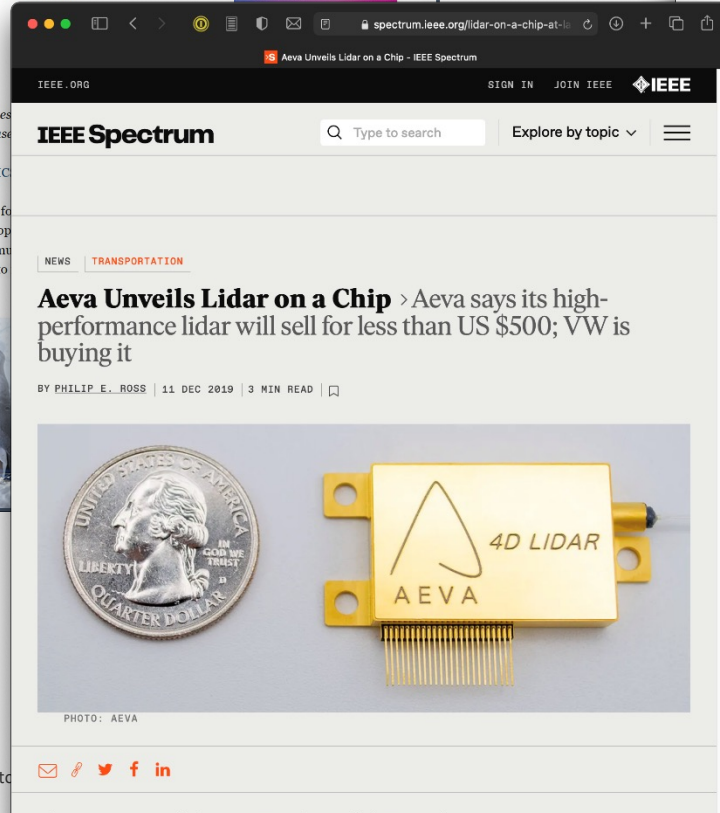 spectrum.ieee.org/lidar-on-a-chip-at-la
Aeva Unveils Lidar on a Chip - IEEE Spectrum
IEEE.ORG
SIGN IN
JOIN IEEE
IEEE
IEEE Spectrum
Type to search
Explore by topic
NEWS
TRANSPORTATION
Aeva Unveils Lidar on a Chip > Aeva says its high-
performance lidar will sell for less than US $500; VW is
buying it
BY PHILIP E. ROSS | 11 DEC 2019 | 3 MIN READ
UNITED STATES OF AMERICA
IN
GOD WE
TRUST
LIBERTY
D
QUARTER DOLLAR
4D LIDAR
AEVA
PHOTO: AEVA